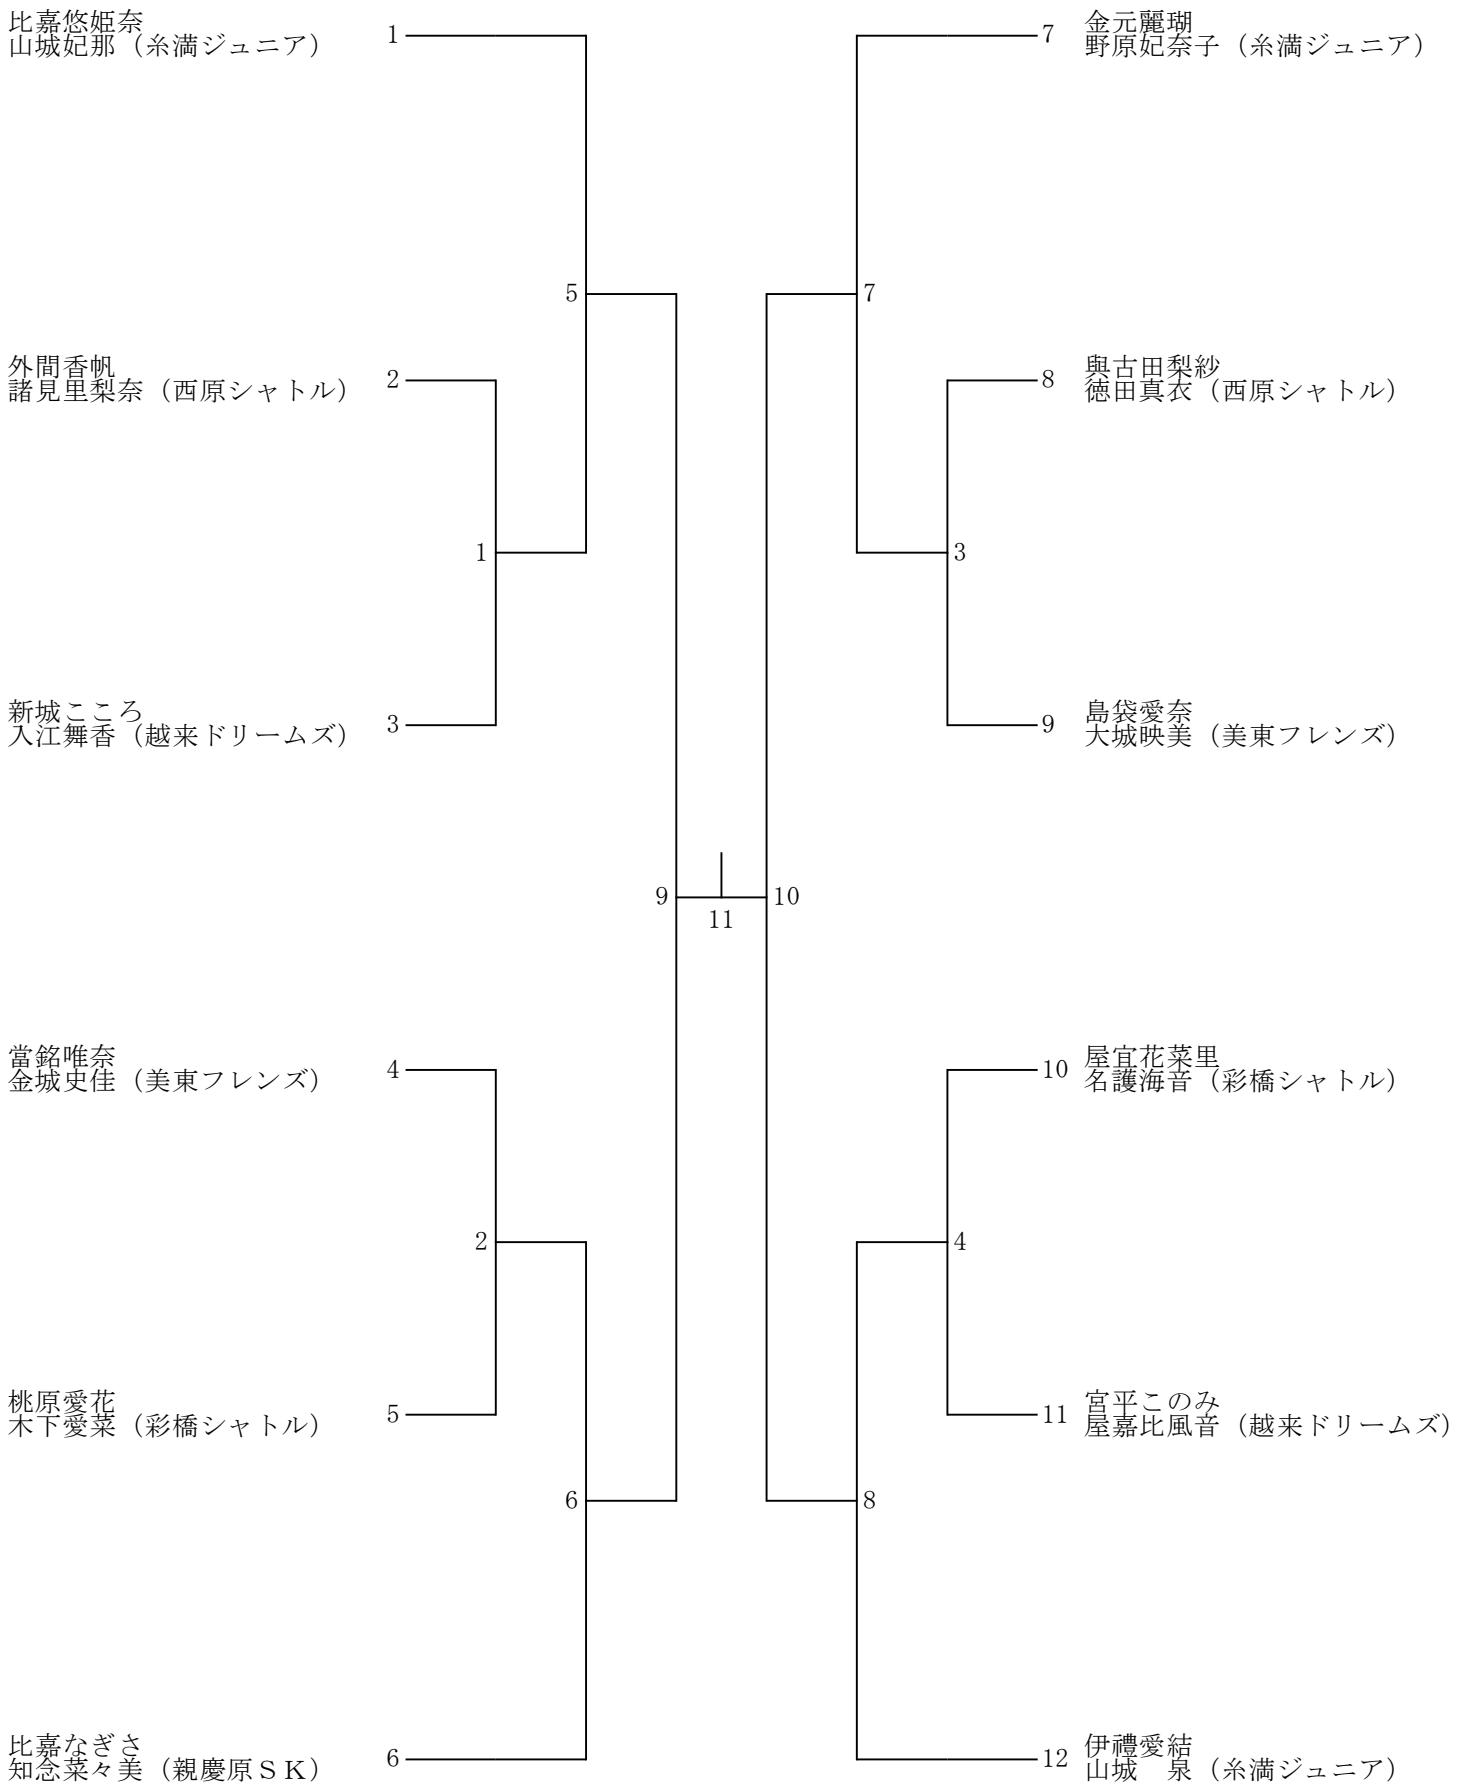 比嘉悠姫奈
山城妃那（糸満ジュニア）
1
外間香帆
諸見里梨奈（西原シャトル）
2
新城こころ
入江舞香（越来ドリームズ）
3
當銘唯奈
金城史佳（美東フレンズ）
4
桃原愛花
木下愛菜（彩橋シャトル）
5
比嘉なぎさ
知念菜々美（親慶原ＳＫ）
6
1
2
5
6
9
11
10
7
8
3
4
7
金元麗瑚
野原妃奈子（糸満ジュニア）
8
與古田梨紗
徳田真衣（西原シャトル）
9
島袋愛奈
大城映美（美東フレンズ）
10
屋宜花菜里
名護海音（彩橋シャトル）
11
宮平このみ
屋嘉比風音（越来ドリームズ）
12
伊禮愛結
山城　泉（糸満ジュニア）